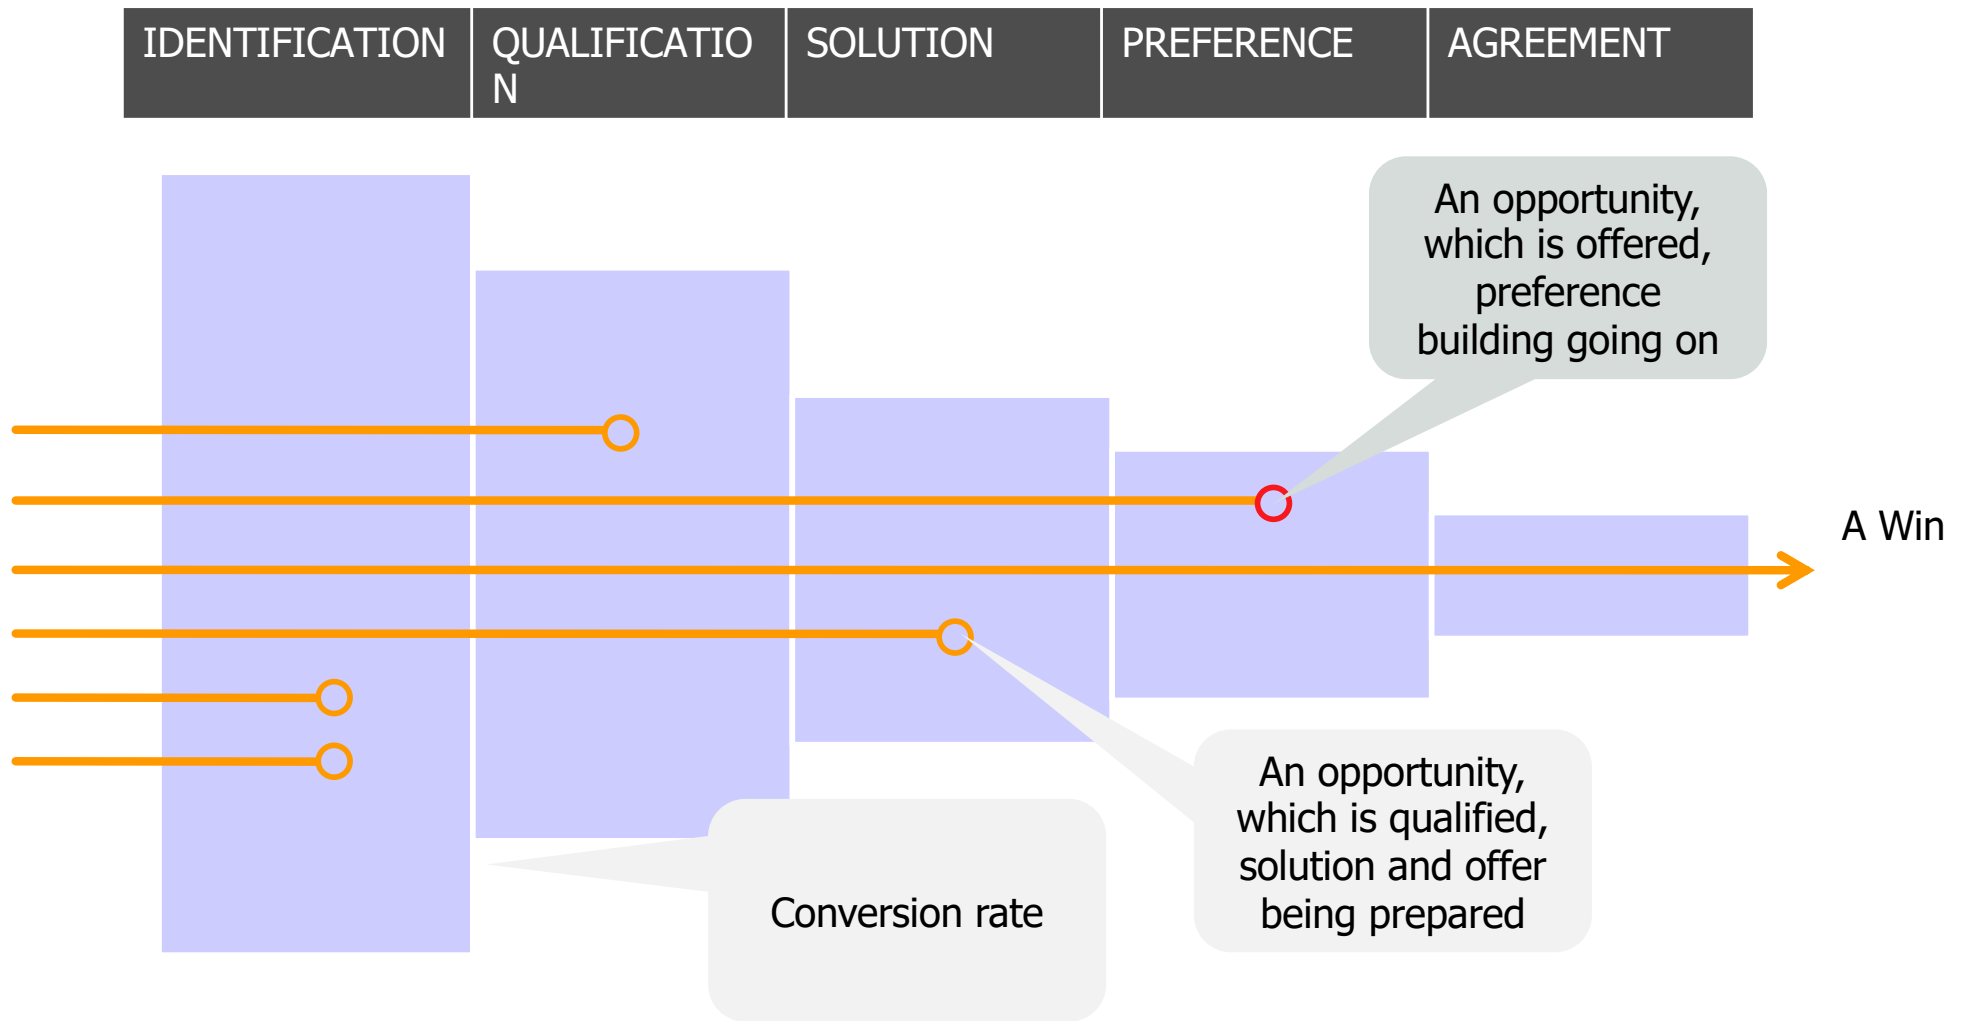 IDENTIFICATION
QUALIFICATIO
N
SOLUTION
PREFERENCE
AGREEMENT
An opportunity,
which is offered,
preference
building going on
A Win
An opportunity,
which is qualified,
solution and offer
being prepared
Conversion rate